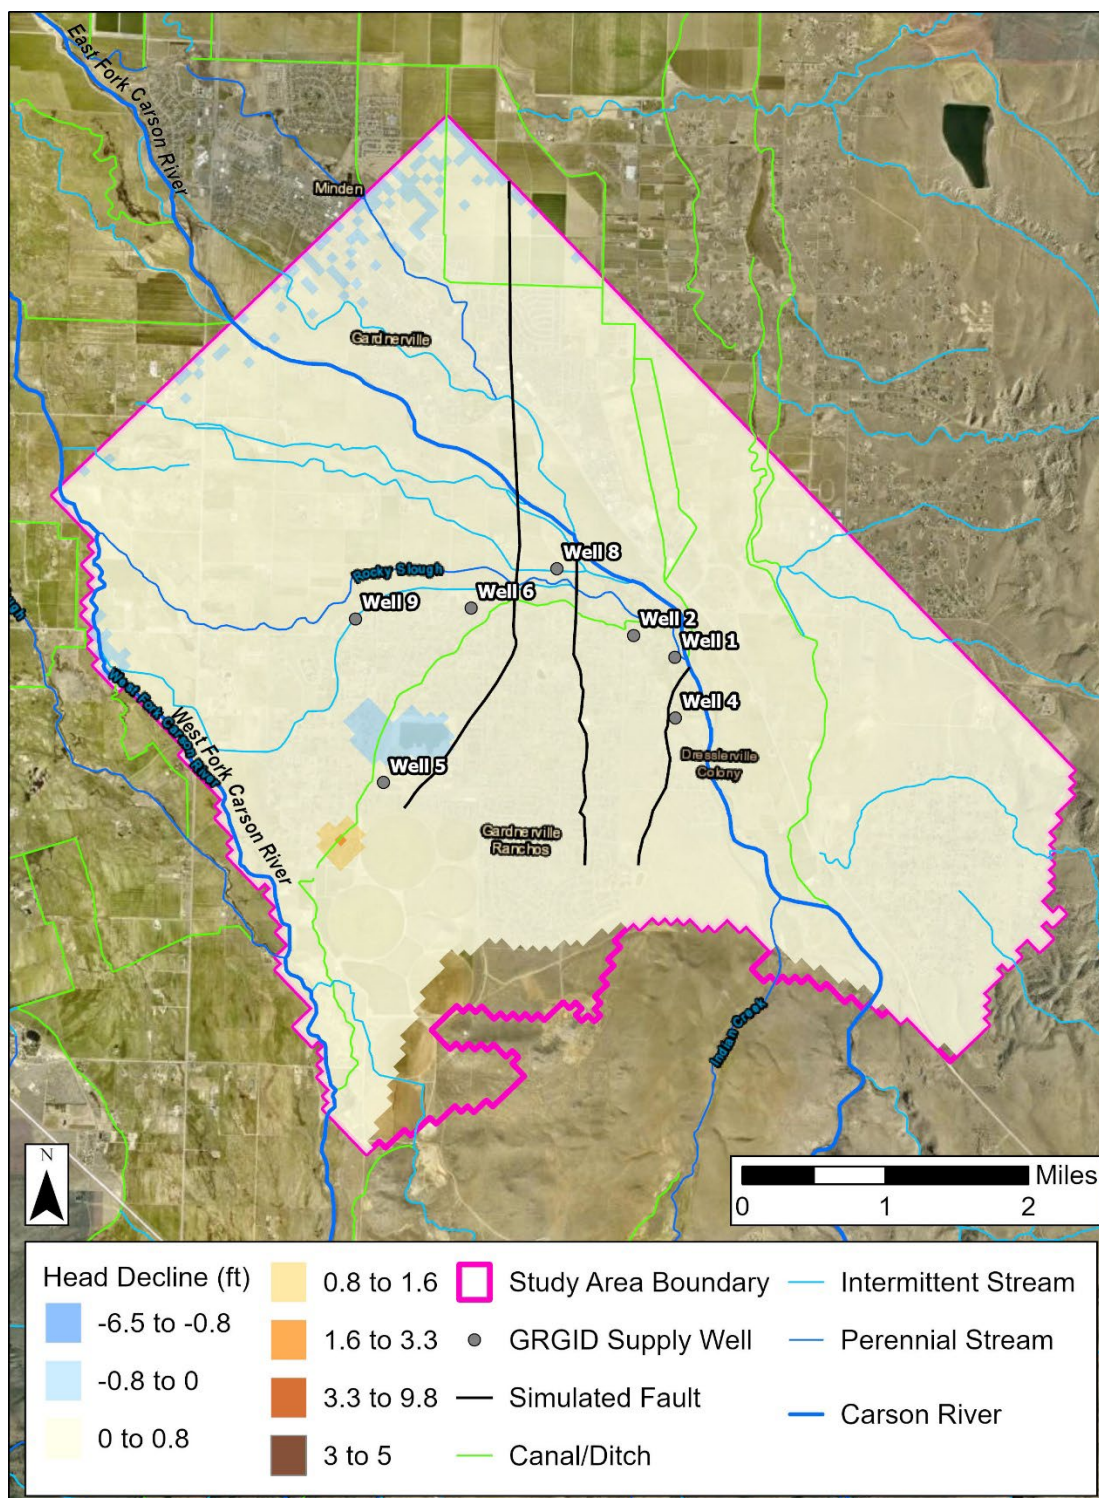 East Fork Carson River
Minden
Gardnerville
Well 8
Rocky Slough
Well 6
Well 9
Well 2
Well 1
West Fork Carson River
West Fork Carson River
Well 4
Dresslerville
Colony
Well 5
Gardnerville
Ranchos
Indian Creek
N
Miles
0 1 2
Head Decline (ft)
-6.5 to -0.8
-0.8 to 0
0 to 0.8
0.8 to 1.6
1.6 to 3.3
3.3 to 9.8
3 to 5
Study Area Boundary
GRGID Supply Well
Simulated Fault
Canal/Ditch
Intermittent Stream
Perennial Stream
Carson River